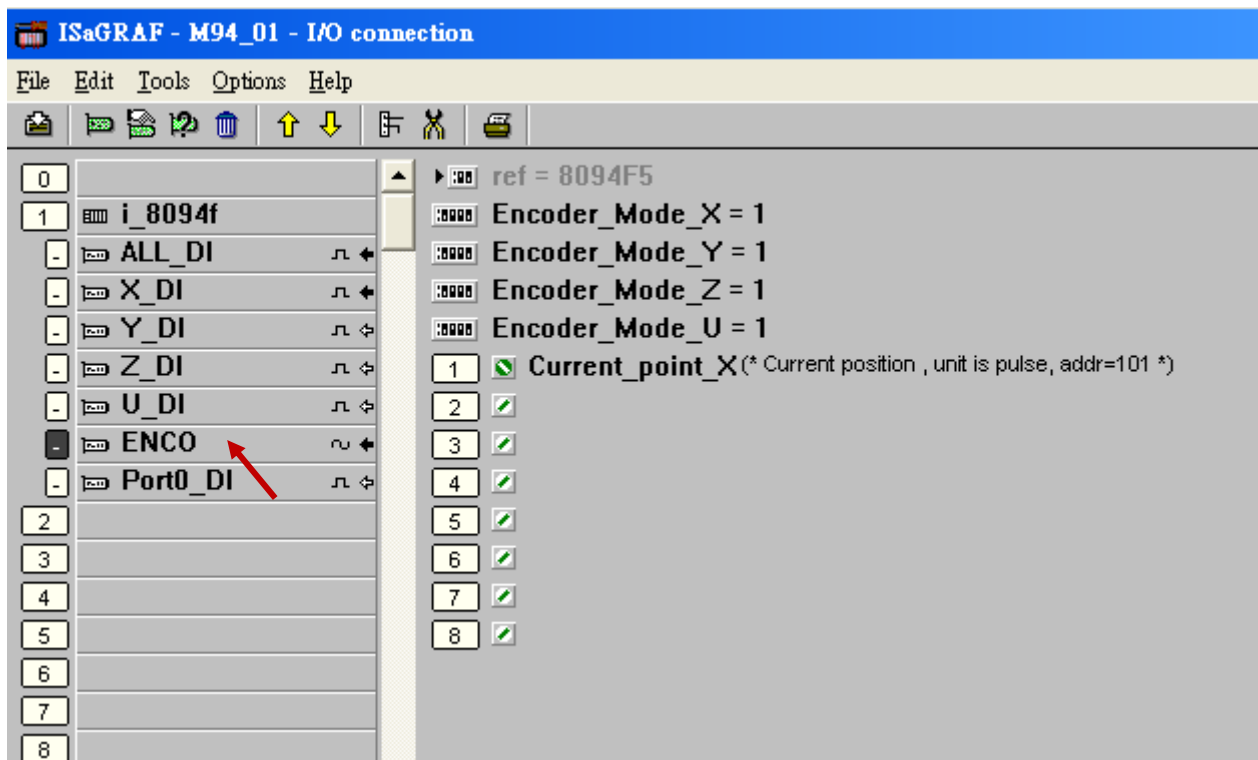 ISaGRAF - M94_01 - I/O connection
File Edit Tools Options Help
0
1 i_8094f
- ALL_DI
- X_DI
- Y_DI
- Z_DI
- U_DI
- ENCO
- Port0_DI
2
3
4
5
6
7
8
ref = 8094F5
Encoder_Mode_X = 1
Encoder_Mode_Y = 1
Encoder_Mode_Z = 1
Encoder_Mode_U = 1
1 Current_point_X (* Current position , unit is pulse, addr=101 *)
2
3
4
5
6
7
8